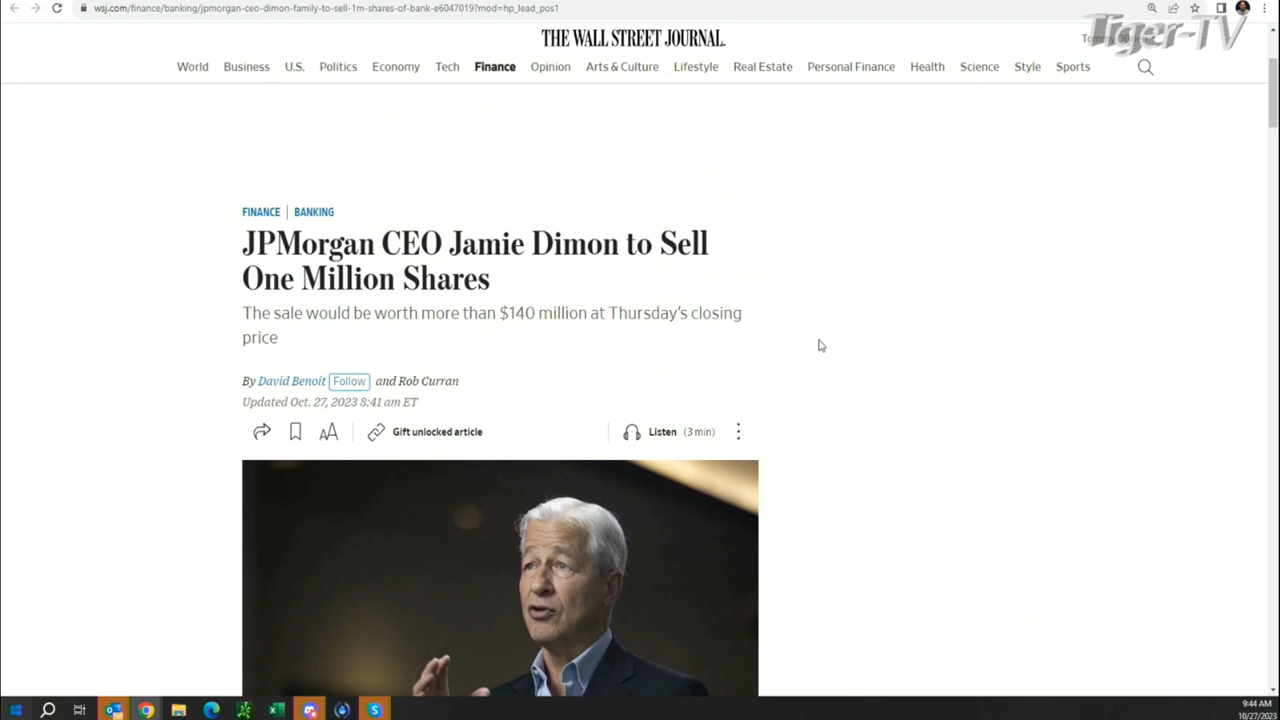 wsj.com/finance/banking/jpmorgan-ceo-dimon-family-to-sell-1m-shares-of-bank-e6047019?mod=hp_lead_pos1
Tiger-TV
THE WALL STREET JOURNAL.
World Business U.S. Politics Economy Tech Finance Opinion Arts & Culture Lifestyle Real Estate Personal Finance Health Science Style Sports
FINANCE | BANKING
JPMorgan CEO Jamie Dimon to Sell
One Million Shares
The sale would be worth more than $140 million at Thursday's closing
price
By David Benoit Follow and Rob Curran
Updated Oct. 27, 2023 8:41 am ET
AA Gift unlocked article Listen (3 min)
9:44 AM
10/27/2023